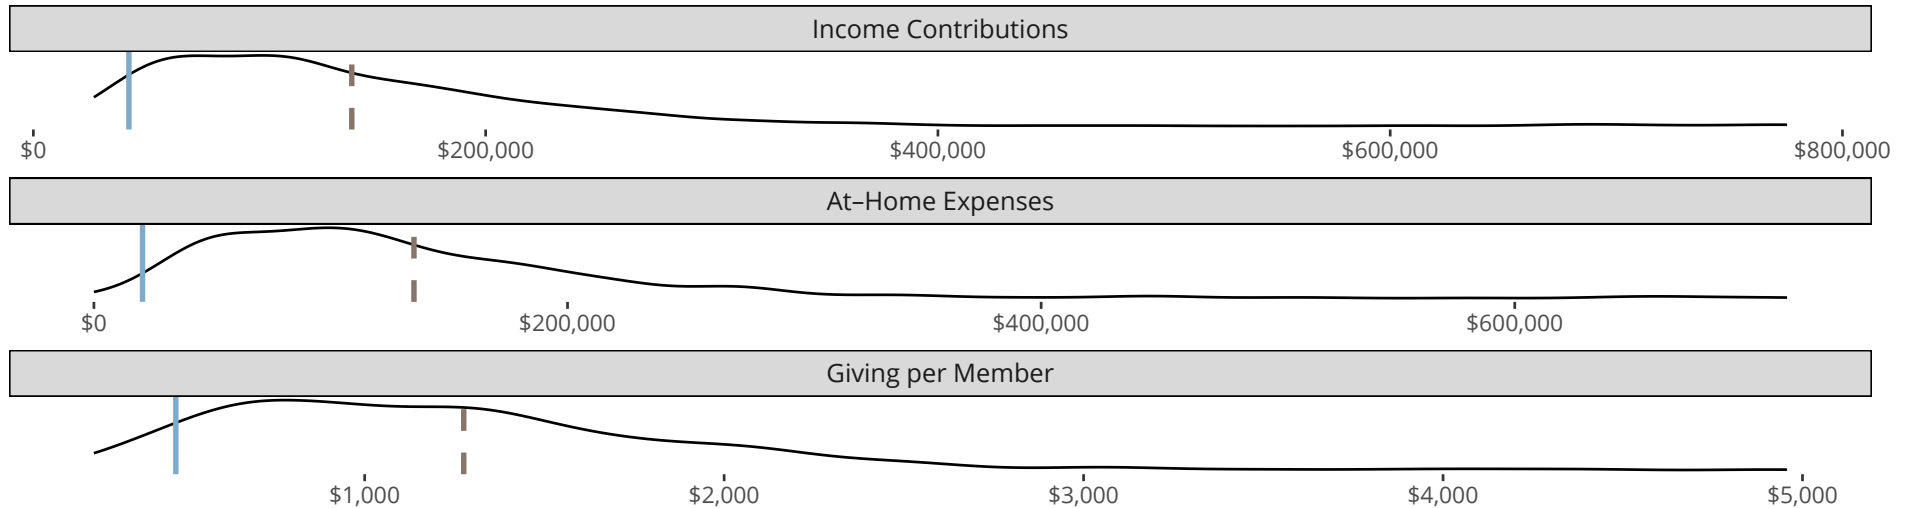 Income Contributions
$0 $200,000 $400,000 $600,000 $800,000
At–Home Expenses
$0 $200,000 $400,000 $600,000
Giving per Member
$1,000 $2,000 $3,000 $4,000 $5,000